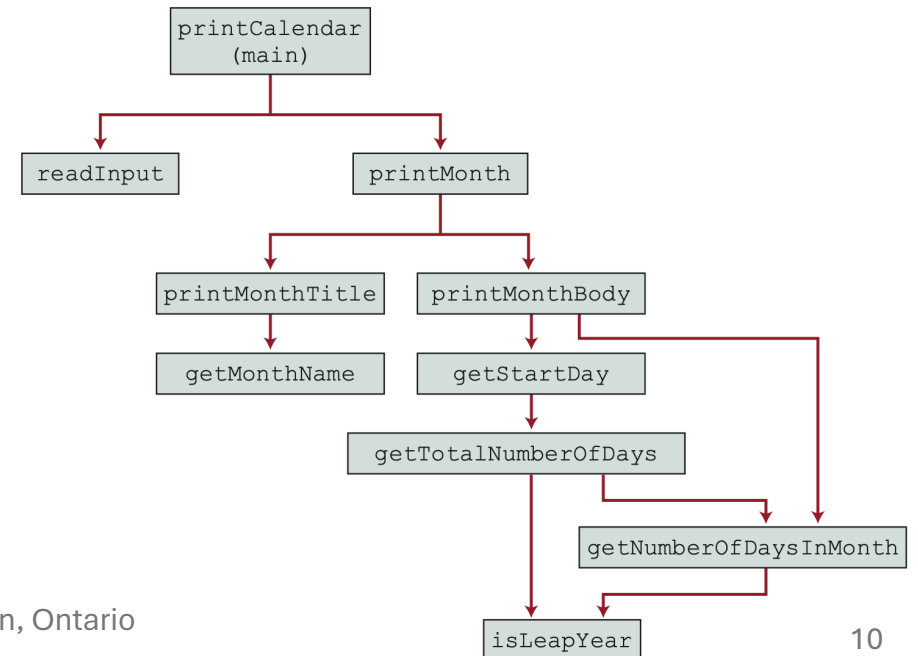 printCalendar
(main)
readInput
printMonth
printMonthTitle
printMonthBody
getMonthName
getStartDay
getTotalNumberOfDays
getNumberOfDaysInMonth
isLeapYear
n, Ontario
10